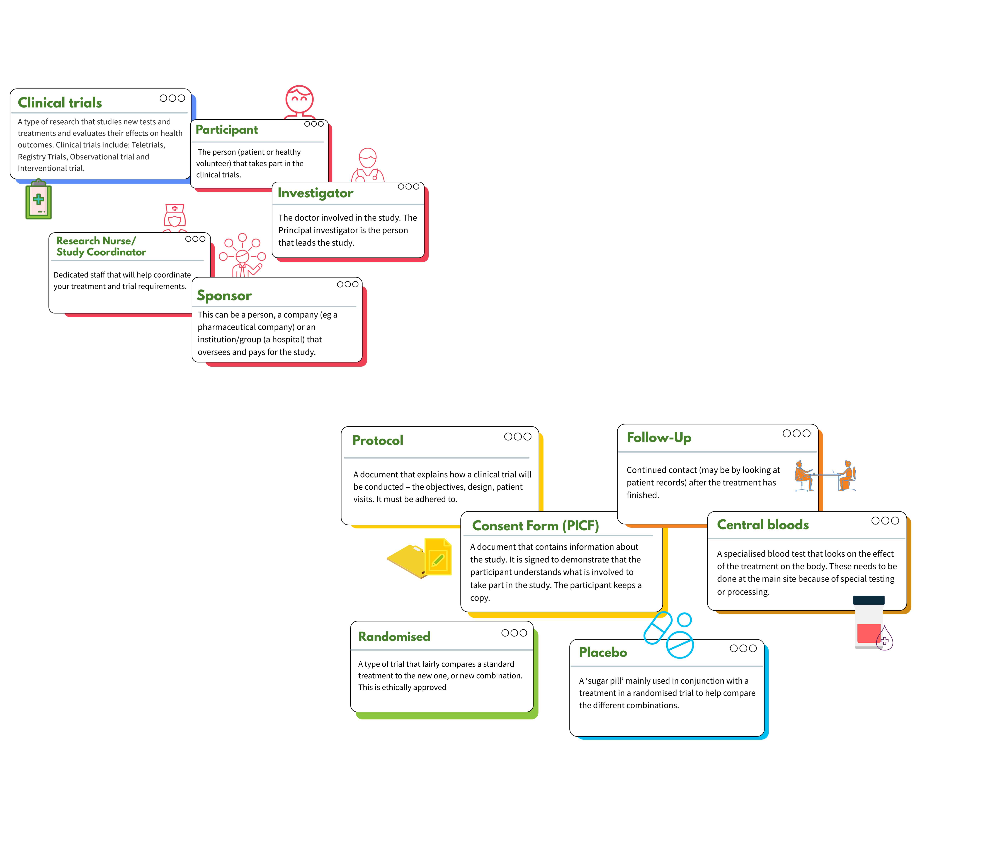 Clinical trials
A type of research that studies new tests and
treatments and evaluates their effects on health
outcomes. Clinical trials include: Teletrials,
Registry Trials, Observational trial and
Interventional trial.
Participant
The person (patient or healthy
volunteer) that takes part in the
clinical trials.
Investigator
The doctor involved in the study. The
Principal investigator is the person
that leads the study.
Research Nurse/
Study Coordinator
Dedicated staff that will help coordinate
your treatment and trial requirements.
Sponsor
This can be a person, a company (eg a
pharmaceutical company) or an
institution/group (a hospital) that
oversees and pays for the study.
Protocol
A document that explains how a clinical trial will
be conducted – the objectives, design, patient
visits. It must be adhered to.
Consent Form (PICF)
A document that contains information about
the study. It is signed to demonstrate that the
participant understands what is involved to
take part in the study. The participant keeps a
copy.
Follow-Up
Continued contact (may be by looking at
patient records) after the treatment has
finished.
Central bloods
A specialised blood test that looks on the effect
of the treatment on the body. These needs to be
done at the main site because of special testing
or processing.
Randomised
A type of trial that fairly compares a standard
treatment to the new one, or new combination.
This is ethically approved
Placebo
A ‘sugar pill’ mainly used in conjunction with a
treatment in a randomised trial to help compare
the different combinations.